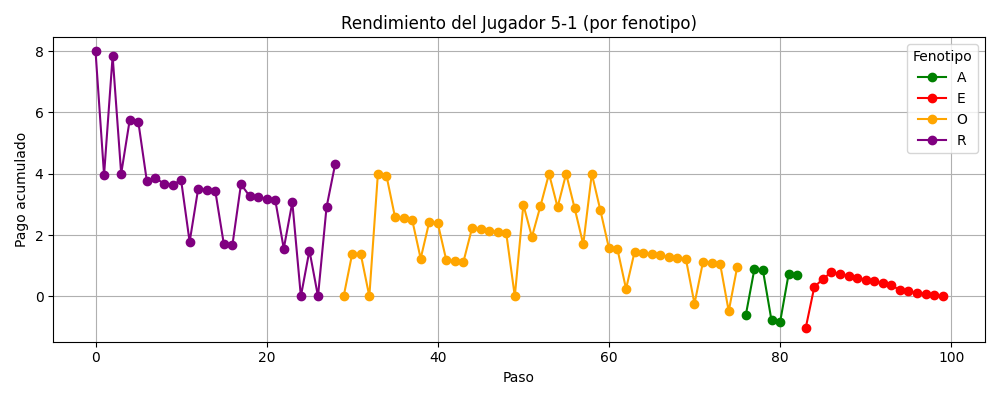 Rendimiento del Jugador 5-1 (por fenotipo)
Pago acumulado
8
6
4
2
0
0
20
40
60
80
100
Paso
Fenotipo
A
E
O
R